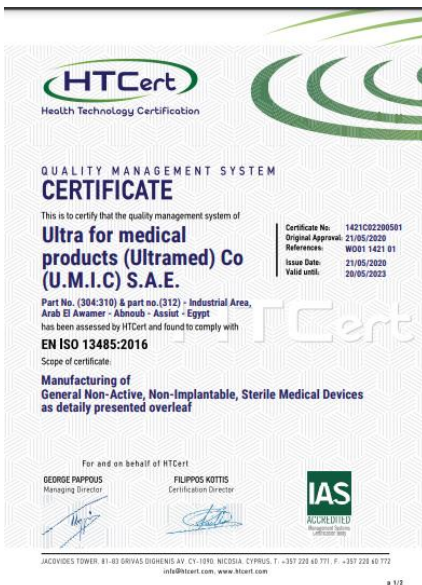 HTCert
Health Technology Certification
QUALITY MANAGEMENT SYSTEM
CERTIFICATE
This is to certify that the quality management system of
Ultra for medical
products (Ultramed) Co
(U.M.I.C) S.A.E.
Part No. (304:310) & part no.(312) - Industrial Area,
Arab El Awamer - Abnoub - Assiut - Egypt
has been assessed by HTCert and found to comply with
EN İSO 13485:2016
Scope of certificate:
Manufacturing of
General Non-Active, Non-Implantable, Sterile Medical Devices
as detaily presented overleaf
Certificate No: 1421C02200501
Original Approval: 21/05/2020
References: WO01 1421 01
Issue Date: 21/05/2020
Valid until: 20/05/2023
HTCert
For and on behalf of HTCert
GEORGE PAPPOUS
Managing Director
FILIPPOS KOTTIS
Certification Director
IAS
ACCREDITED
Management Systems
Certification Body
JACOVIDES TOWER, 81-83 GRIVAS DIGHENIS AV. CY-1090, NICOSIA, CYPRUS, T. +357 220 60 771, F. +357 220 60 772
info@htcert.com, www.htcert.com
p 1/2